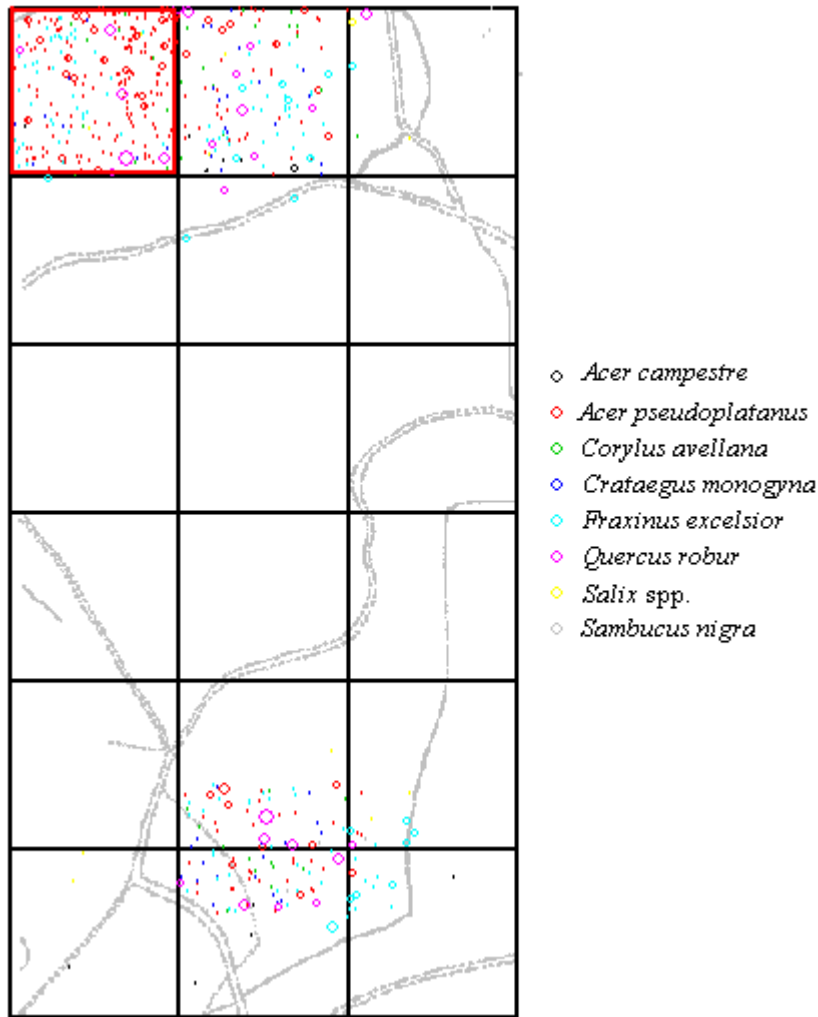 Acer campestre
Acer pseudoplatanus
Corylus avellana
Crataegus monogyna
Fraxinus excelsior
Quercus robur
Salix spp.
Sambucus nigra